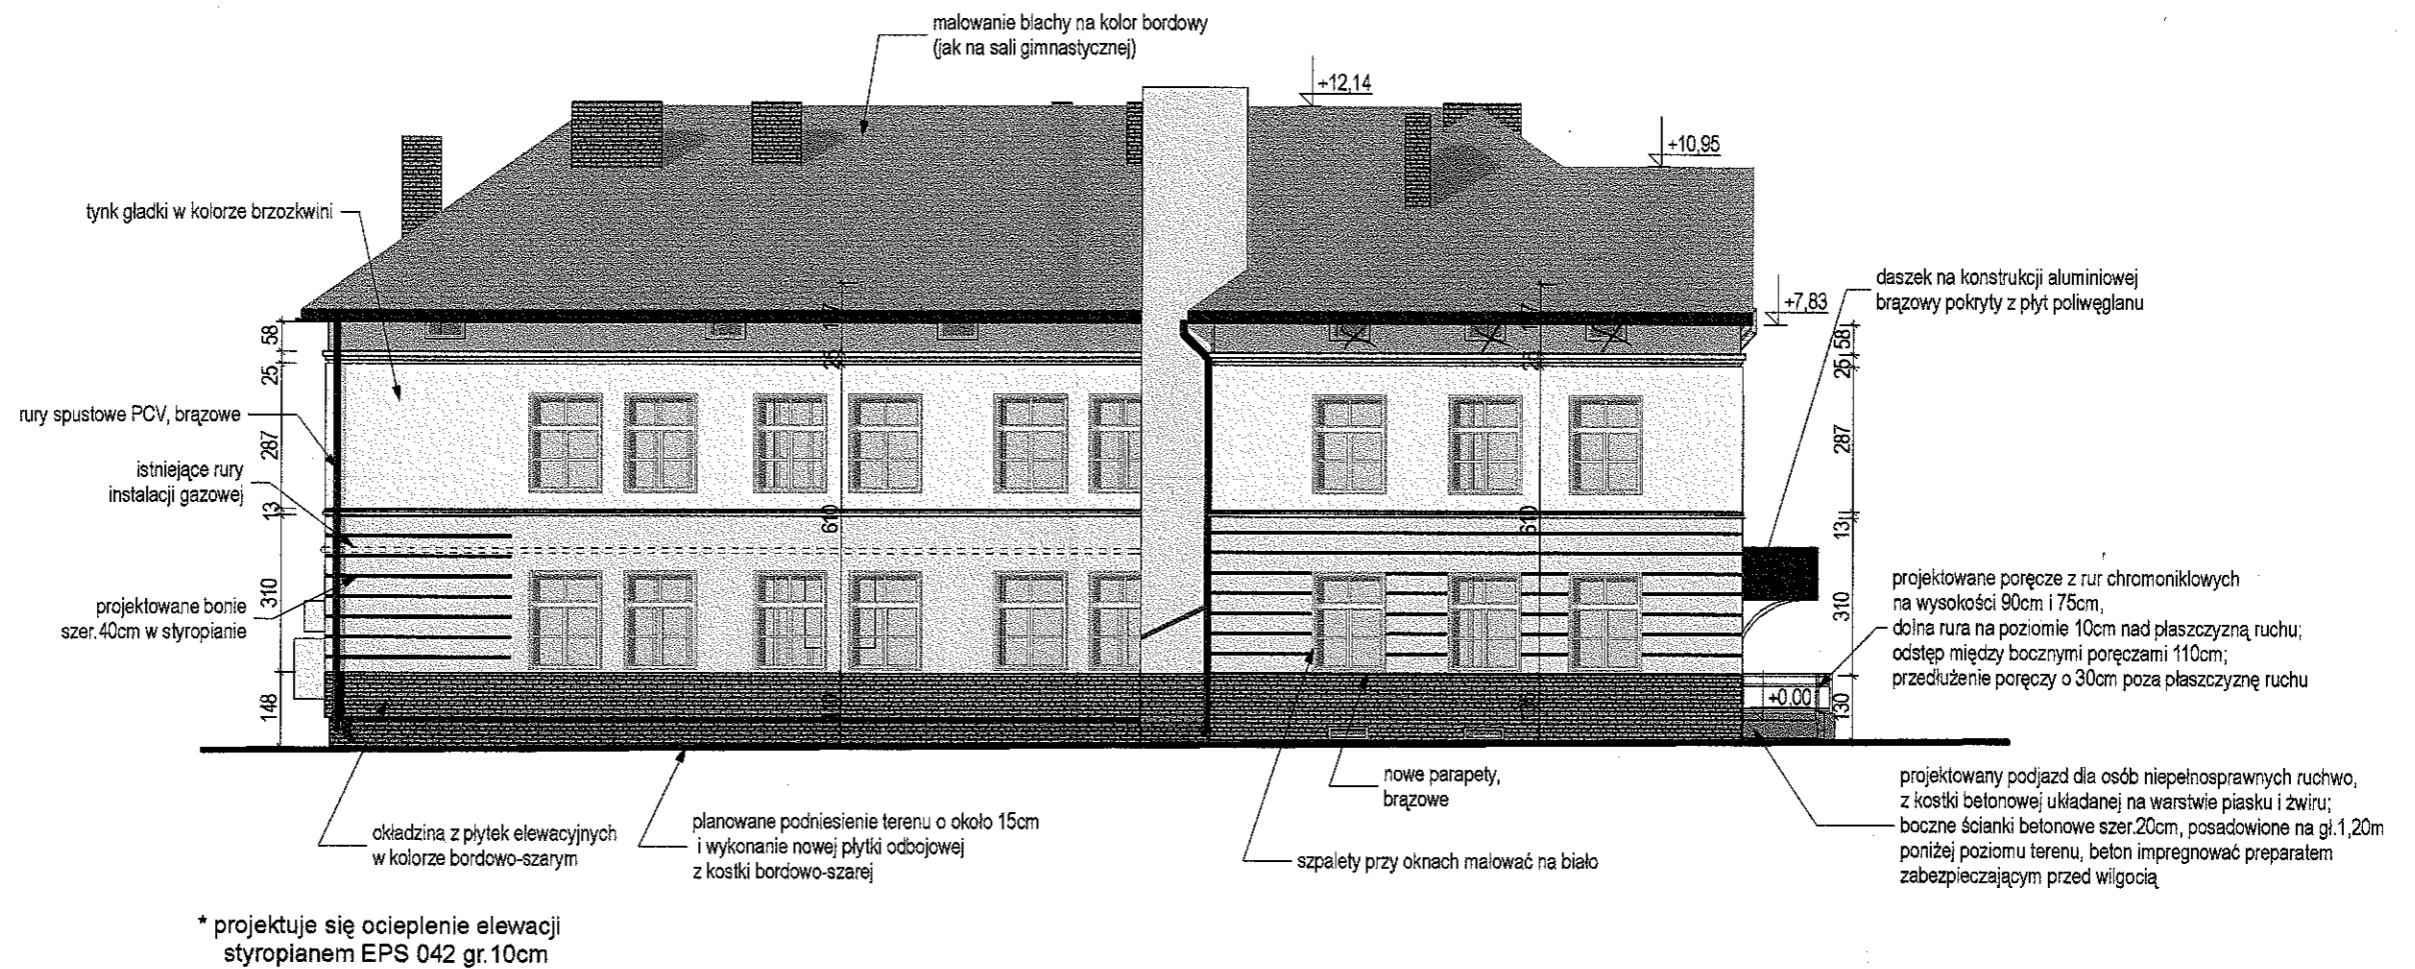 malowanie blachy na kolor bordowy
(jak na sali gimnastycznej)
+12,14
+10,95
tynk gładki w kolorze brzozkwini
daszek na konstrukcji aluminiowej
brązowy pokryty z płyt poliwęglanu
+7,83
58
25
287
13
310
148
rury spustowe PCV, brązowe
istniejące rury
instalacji gazowej
projektowane bonie
szer.40cm w styropianie
25
610
25
610
58
25
287
13
310
130
projektowane poręcze z rur chromoniklowych
na wysokości 90cm i 75cm,
dolna rura na poziomie 10cm nad płaszczyzną ruchu;
odstęp między bocznymi poręczami 110cm;
przedłużenie poręczy o 30cm poza płaszczyznę ruchu
+0.00
nowe parapety,
brązowe
projektowany podjazd dla osób niepełnosprawnych ruchwo,
z kostki betonowej układanej na warstwie piasku i żwiru;
boczne ścianki betonowe szer.20cm, posadowione na gł.1,20m
poniżej poziomu terenu, beton impregnować preparatem
zabezpieczającym przed wilgocią
okładzina z płytek elewacyjnych
w kolorze bordowo-szarym
planowane podniesienie terenu o około 15cm
i wykonanie nowej płytki odbojowej
z kostki bordowo-szarej
szpalety przy oknach malować na biało
* projektuje się ocieplenie elewacji
styropianem EPS 042 gr.10cm